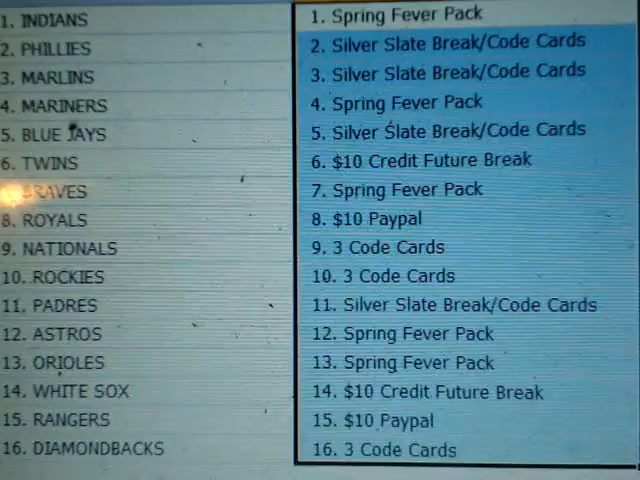 1. INDIANS
2. PHILLIES
3. MARLINS
4. MARINERS
5. BLUE JAYS
6. TWINS
BRAVES
8. ROYALS
9. NATIONALS
10. ROCKIES
11. PADRES
12. ASTROS
13. ORIOLES
14. WHITE SOX
15. RANGERS
16. DIAMONDBACKS
1. Spring Fever Pack
2. Silver Slate Break/Code Cards
3. Silver Slate Break/Code Cards
4. Spring Fever Pack
5. Silver Slate Break/Code Cards
6. $10 Credit Future Break
7. Spring Fever Pack
8. $10 Paypal
9. 3 Code Cards
10. 3 Code Cards
11. Silver Slate Break/Code Cards
12. Spring Fever Pack
13. Spring Fever Pack
14. $10 Credit Future Break
15. $10 Paypal
16. 3 Code Cards